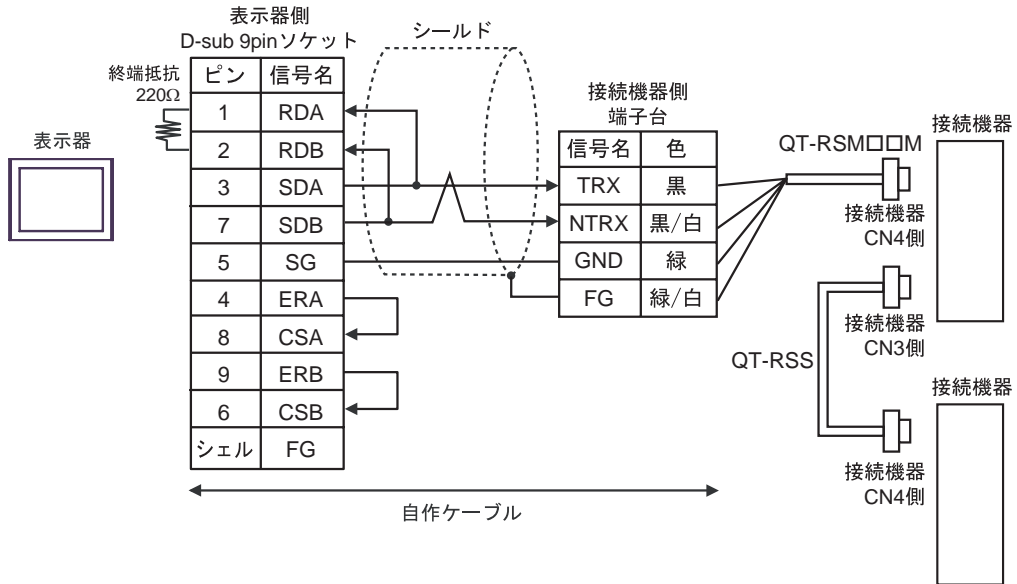 表示器
終端抵抗
220Ω
表示器側
D-sub 9pinソケット
ピン 信号名
1 RDA
2 RDB
3 SDA
7 SDB
5 SG
4 ERA
8 CSA
9 ERB
6 CSB
シェル FG
シールド
接続機器側
端子台
信号名 色
TRX 黒
NTRX 黒/白
GND 緑
FG 緑/白
自作ケーブル
QT-RSM□□M
接続機器
接続機器
CN4側
接続機器
CN3側
QT-RSS
接続機器
接続機器
CN4側